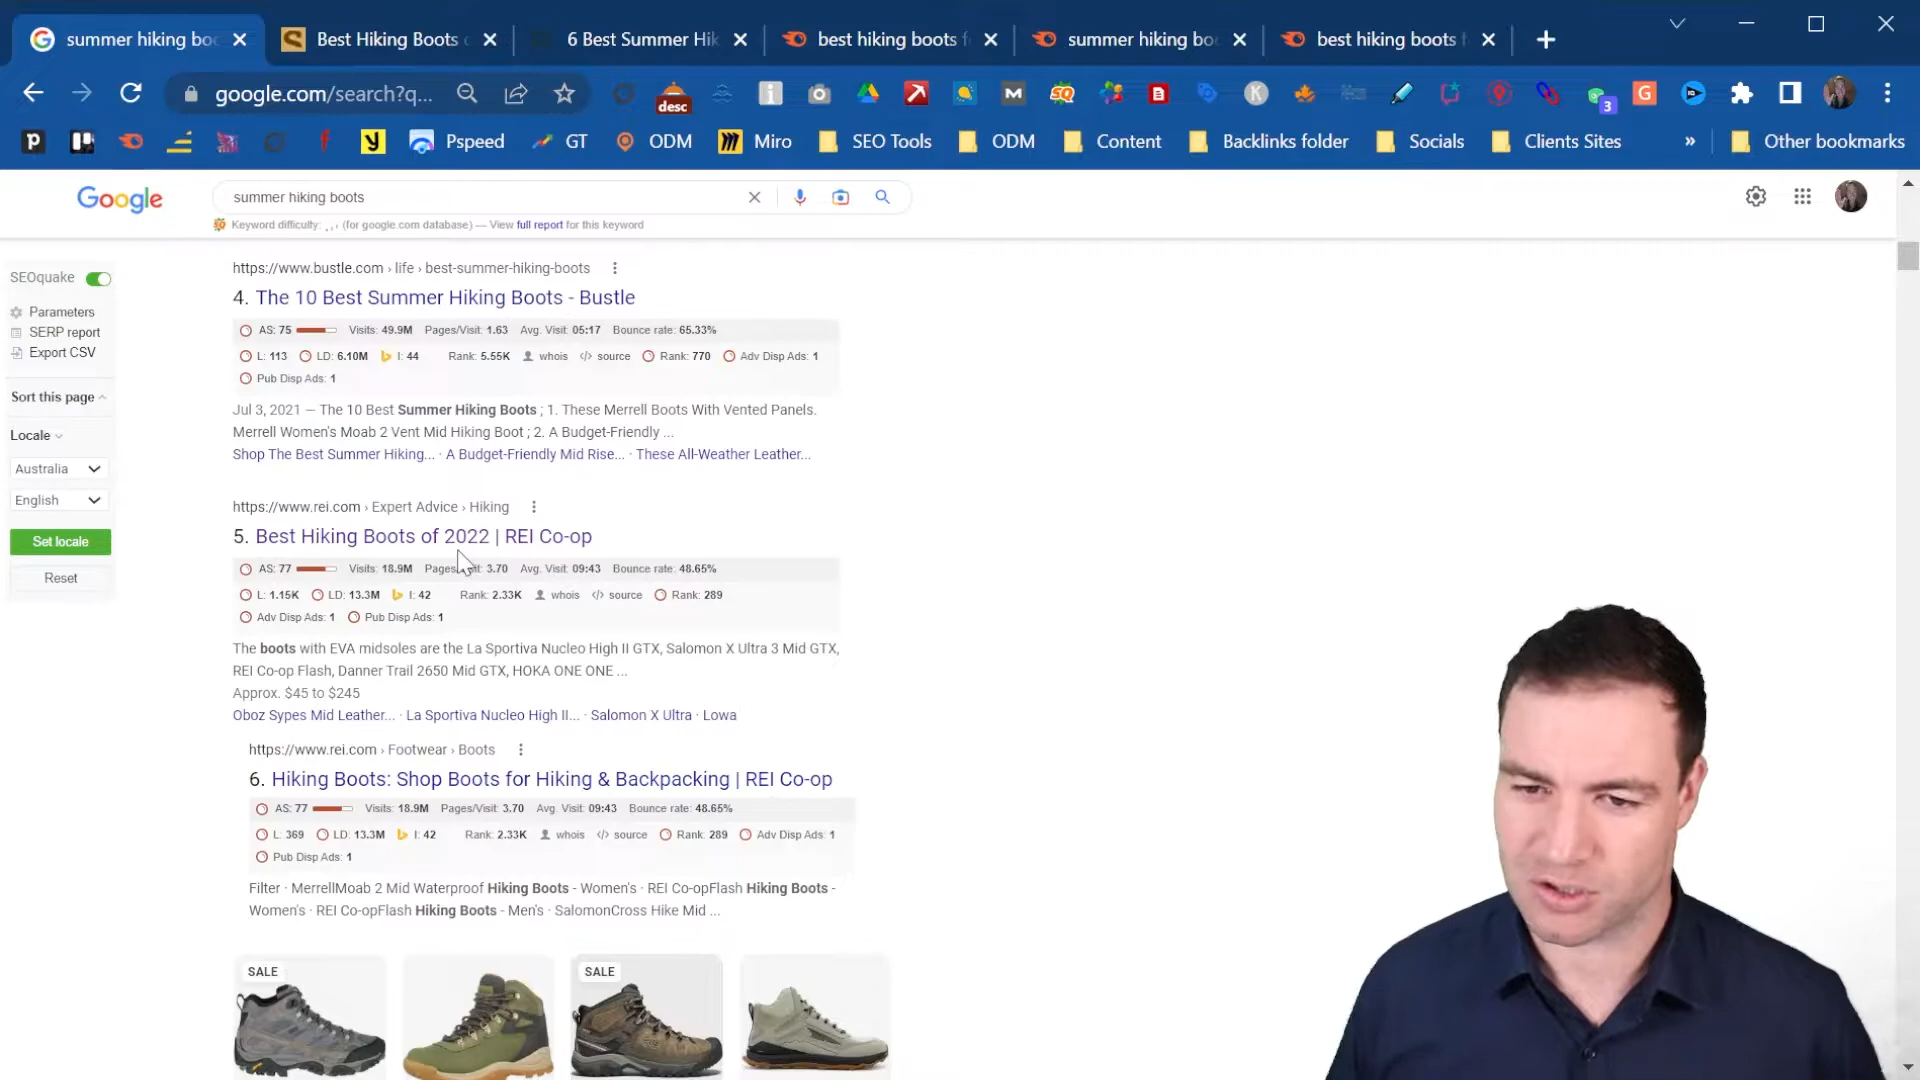 summer hiking bo
Best Hiking Boots
6 Best Summer Hik
best hiking boots f
summer hiking bo
best hiking boots
google.com/search?q...
desc
3
Pspeed
GT
ODM
Miro
SEO Tools
ODM
Content
Backlinks folder
Socials
Clients Sites
»
Other bookmarks
Google
summer hiking boots
Keyword difficulty: , , , (for google.com database) — View full report for this keyword
SEOquake
Parameters
SERP report
Export CSV
Sort this page
Locale
Australia
English
Set locale
Reset
https://www.bustle.com › life › best-summer-hiking-boots
4. The 10 Best Summer Hiking Boots - Bustle
AS: 75 Visits: 49.9M Pages/Visit: 1.63 Avg. Visit: 05:17 Bounce rate: 65.33%
L: 113 LD: 6.10M I: 44 Rank: 5.55K whois </> source Rank: 770 Adv Disp Ads: 1
Pub Disp Ads: 1
Jul 3, 2021 — The 10 Best Summer Hiking Boots ; 1. These Merrell Boots With Vented Panels.
Merrell Women's Moab 2 Vent Mid Hiking Boot ; 2. A Budget-Friendly ...
Shop The Best Summer Hiking... · A Budget-Friendly Mid Rise... · These All-Weather Leather...
https://www.rei.com › Expert Advice › Hiking
5. Best Hiking Boots of 2022 | REI Co-op
AS: 77 Visits: 18.9M Pages/Visit: 3.70 Avg. Visit: 09:43 Bounce rate: 48.65%
L: 1.15K LD: 13.3M I: 42 Rank: 2.33K whois </> source Rank: 289
Adv Disp Ads: 1 Pub Disp Ads: 1
The boots with EVA midsoles are the La Sportiva Nucleo High II GTX, Salomon X Ultra 3 Mid GTX,
REI Co-op Flash, Danner Trail 2650 Mid GTX, HOKA ONE ONE ...
Approx. $45 to $245
Oboz Sypes Mid Leather... · La Sportiva Nucleo High II... · Salomon X Ultra · Lowa
https://www.rei.com › Footwear › Boots
6. Hiking Boots: Shop Boots for Hiking & Backpacking | REI Co-op
AS: 77 Visits: 18.9M Pages/Visit: 3.70 Avg. Visit: 09:43 Bounce rate: 48.65%
L: 369 LD: 13.3M I: 42 Rank: 2.33K whois </> source Rank: 289 Adv Disp Ads: 1
Pub Disp Ads: 1
Filter · MerrellMoab 2 Mid Waterproof Hiking Boots - Women's · REI Co-opFlash Hiking Boots -
Women's · REI Co-opFlash Hiking Boots - Men's · SalomonCross Hike Mid ...
SALE
SALE